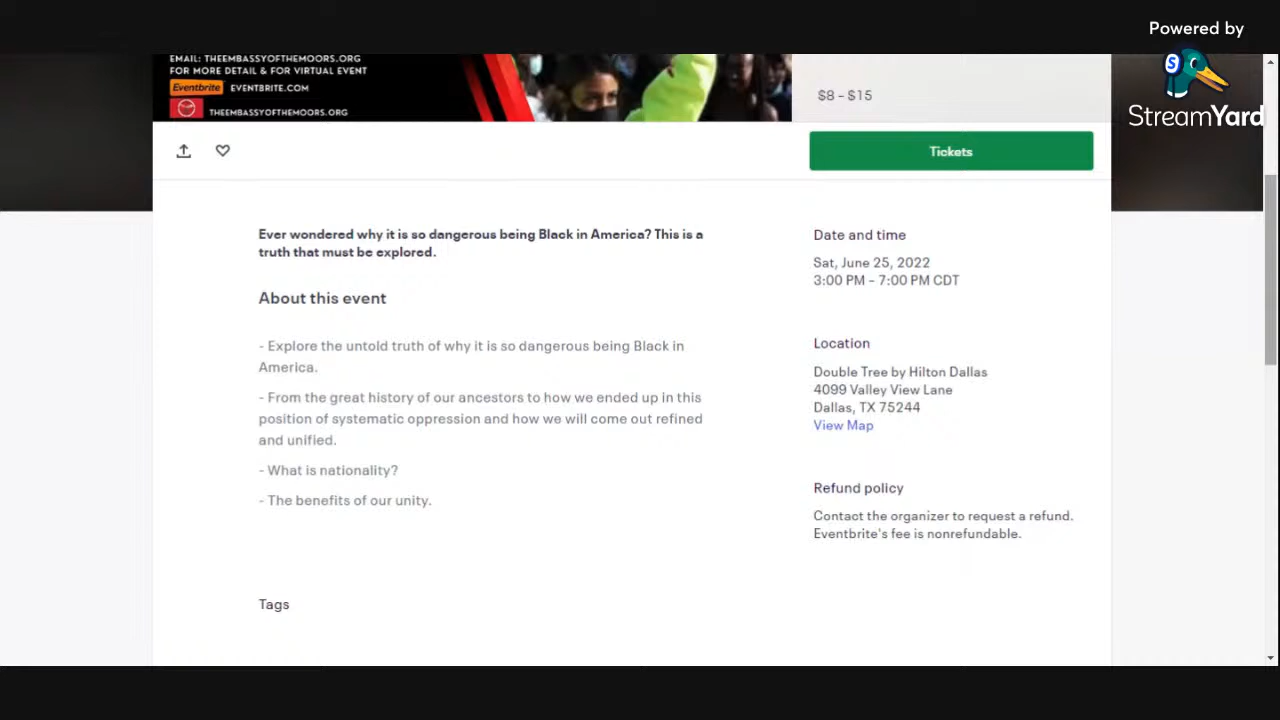 Powered by
StreamYard
EMAIL: THEEMBASSYOFTHEMOORS.ORG
FOR MORE DETAIL & FOR VIRTUAL EVENT
Eventbrite EVENTBRITE.COM
THEEMBASSYOFTHEMOORS.ORG
$8 – $15
Tickets
Ever wondered why it is so dangerous being Black in America? This is a
truth that must be explored.
About this event
- Explore the untold truth of why it is so dangerous being Black in
America.
- From the great history of our ancestors to how we ended up in this
position of systematic oppression and how we will come out refined
and unified.
- What is nationality?
- The benefits of our unity.
Tags
Date and time
Sat, June 25, 2022
3:00 PM – 7:00 PM CDT
Location
Double Tree by Hilton Dallas
4099 Valley View Lane
Dallas, TX 75244
View Map
Refund policy
Contact the organizer to request a refund.
Eventbrite's fee is nonrefundable.